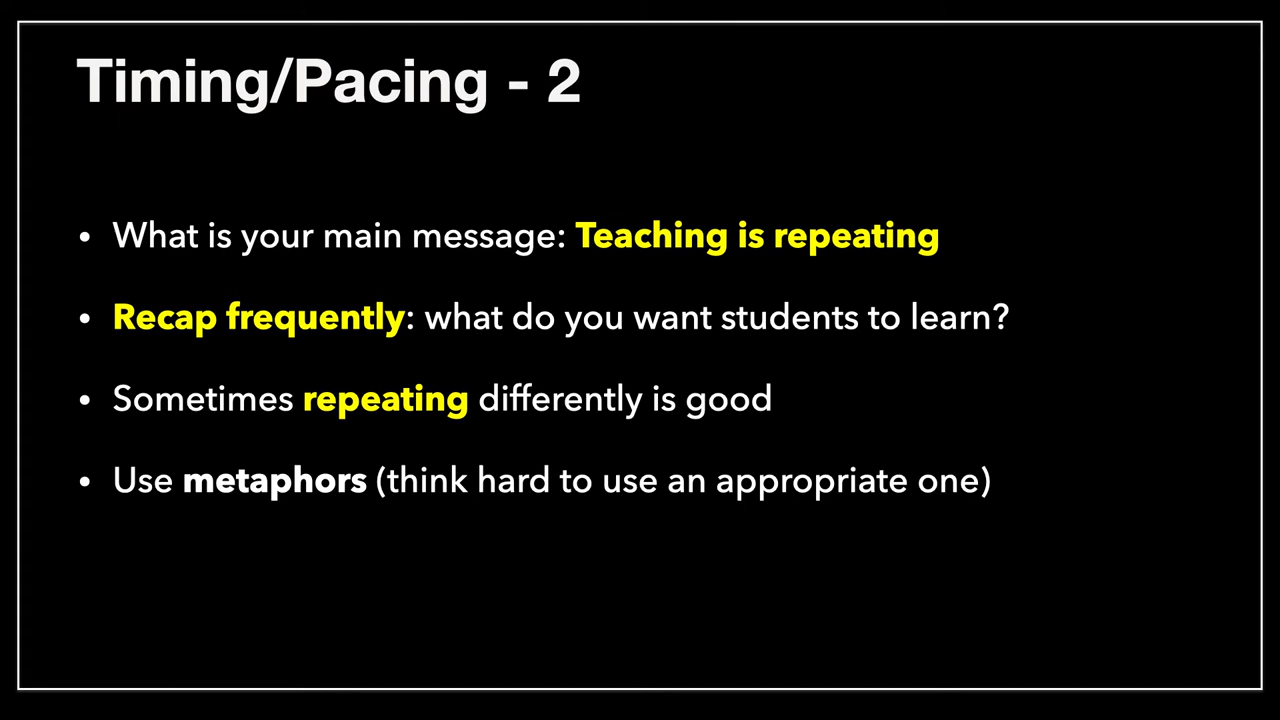 Timing/Pacing - 2
• What is your main message: Teaching is repeating
• Recap frequently: what do you want students to learn?
• Sometimes repeating differently is good
• Use metaphors (think hard to use an appropriate one)